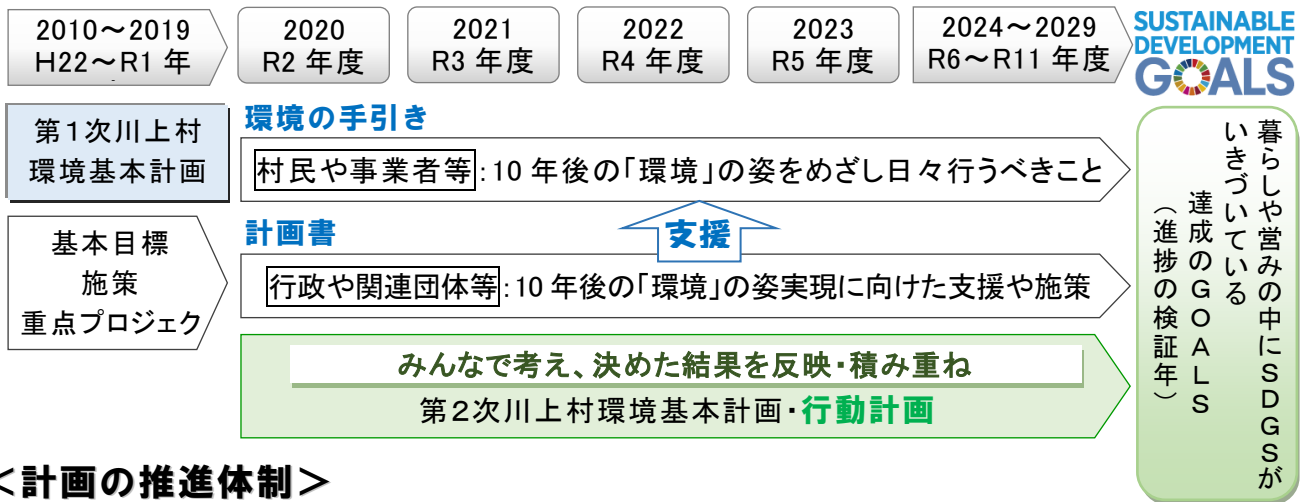 2010～2019
H22～R1 年
2020
R2 年度
2021
R3 年度
2022
R4 年度
2023
R5 年度
2024～2029
R6～R11 年度
SUSTAINABLE
DEVELOPMENT
GOALS
第1次川上村
環境基本計画
基本目標
施策
重点プロジェク
環境の手引き
村民や事業者等:10 年後の「環境」の姿をめざし日々行うべきこと
支援
計画書
行政や関連団体等:10 年後の「環境」の姿実現に向けた支援や施策
みんなで考え、決めた結果を反映・積み重ね
第2次川上村環境基本計画・行動計画
暮らしや営みの中にSDGSが
いきづいている
達成のGOALS
（進捗の検証年）
＜計画の推進体制＞